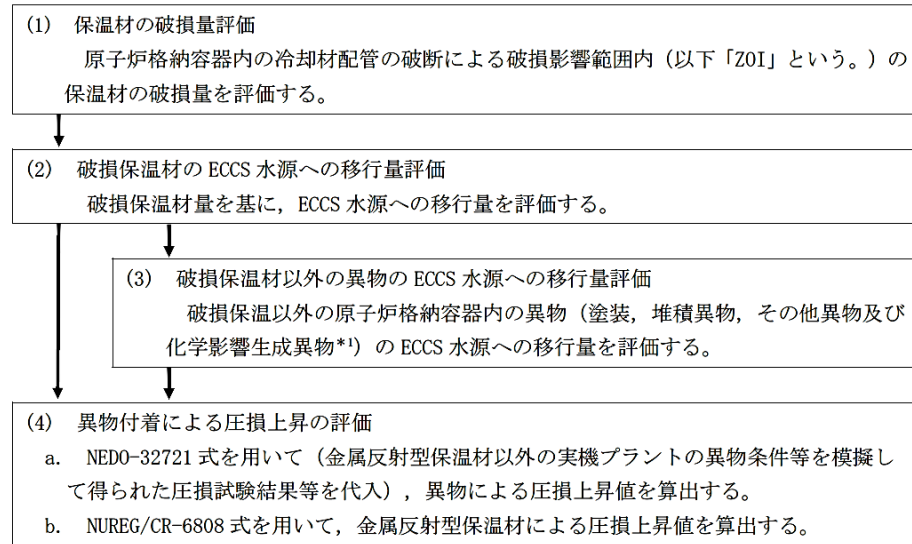 (1) 保温材の破損量評価
原子炉格納容器内の冷却材配管の破断による破損影響範囲内（以下「ZOI」という。）の
保温材の破損量を評価する。
(2) 破損保温材の ECCS 水源への移行量評価
破損保温材量を基に，ECCS 水源への移行量を評価する。
(3) 破損保温材以外の異物の ECCS 水源への移行量評価
破損保温以外の原子炉格納容器内の異物（塗装，堆積異物，その他異物及び
化学影響生成異物*¹）の ECCS 水源への移行量を評価する。
(4) 異物付着による圧損上昇の評価
a. NEDO-32721 式を用いて（金属反射型保温材以外の実機プラントの異物条件等を模擬し
て得られた圧損試験結果等を代入），異物による圧損上昇値を算出する。
b. NUREG/CR-6808 式を用いて，金属反射型保温材による圧損上昇値を算出する。